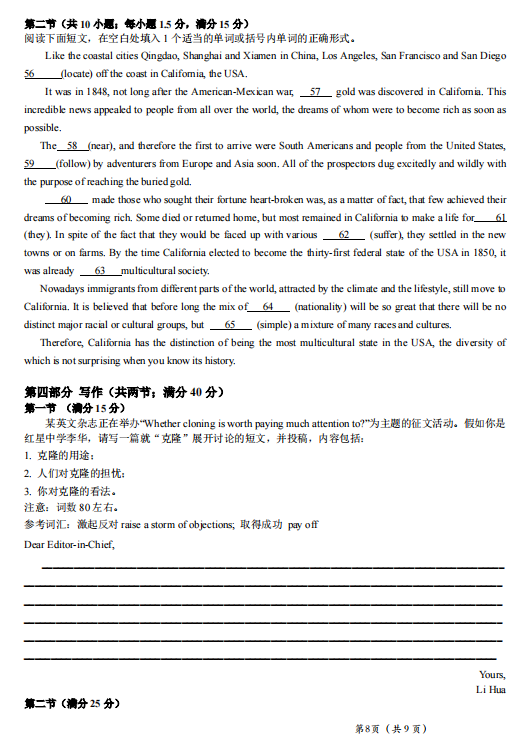 第二节（共 10 小题；每小题 1.5 分，满分 15 分）
阅读下面短文，在空白处填入 1 个适当的单词或括号内单词的正确形式。
Like the coastal cities Qingdao, Shanghai and Xiamen in China, Los Angeles, San Francisco and San Diego
56 (locate) off the coast in California, the USA.
It was in 1848, not long after the American-Mexican war, 57 gold was discovered in California. This
incredible news appealed to people from all over the world, the dreams of whom were to become rich as soon as
possible.
The 58 (near), and therefore the first to arrive were South Americans and people from the United States,
59 (follow) by adventurers from Europe and Asia soon. All of the prospectors dug excitedly and wildly with
the purpose of reaching the buried gold.
60 made those who sought their fortune heart-broken was, as a matter of fact, that few achieved their
dreams of becoming rich. Some died or returned home, but most remained in California to make a life for 61
(they). In spite of the fact that they would be faced up with various 62 (suffer), they settled in the new
towns or on farms. By the time California elected to become the thirty-first federal state of the USA in 1850, it
was already 63 multicultural society.
Nowadays immigrants from different parts of the world, attracted by the climate and the lifestyle, still move to
California. It is believed that before long the mix of 64 (nationality) will be so great that there will be no
distinct major racial or cultural groups, but 65 (simple) a mixture of many races and cultures.
Therefore, California has the distinction of being the most multicultural state in the USA, the diversity of
which is not surprising when you know its history.
第四部分 写作（共两节；满分 40 分）
第一节 （满分 15 分）
某英文杂志正在举办“Whether cloning is worth paying much attention to?”为主题的征文活动。假如你是
红星中学李华，请写一篇就“克隆”展开讨论的短文，并投稿，内容包括：
1. 克隆的用途；
2. 人们对克隆的担忧；
3. 你对克隆的看法。
注意：词数 80 左右。
参考词汇：激起反对 raise a storm of objections; 取得成功 pay off
Dear Editor-in-Chief,
Yours,
Li Hua
第二节（满分 25 分）
第 8 页（共 9 页）